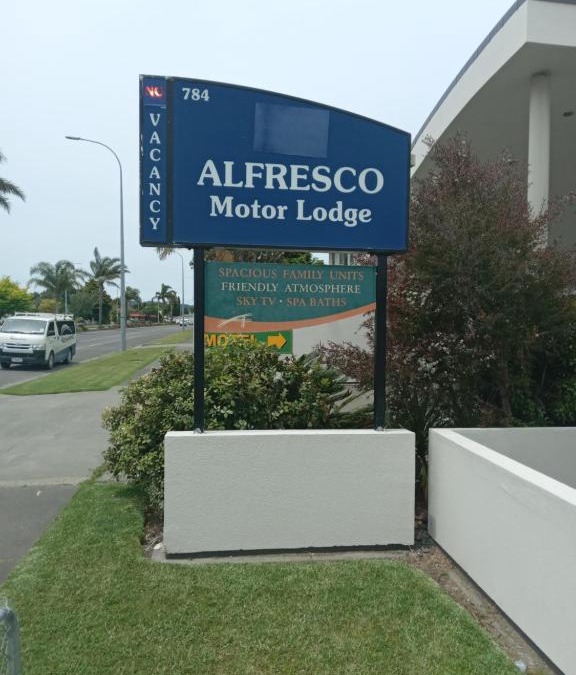 NO
VACANCY
784
ALFRESCO
Motor Lodge
SPACIOUS FAMILY UNITS
FRIENDLY ATMOSPHERE
SKY TV • SPA BATHS
MOTEL